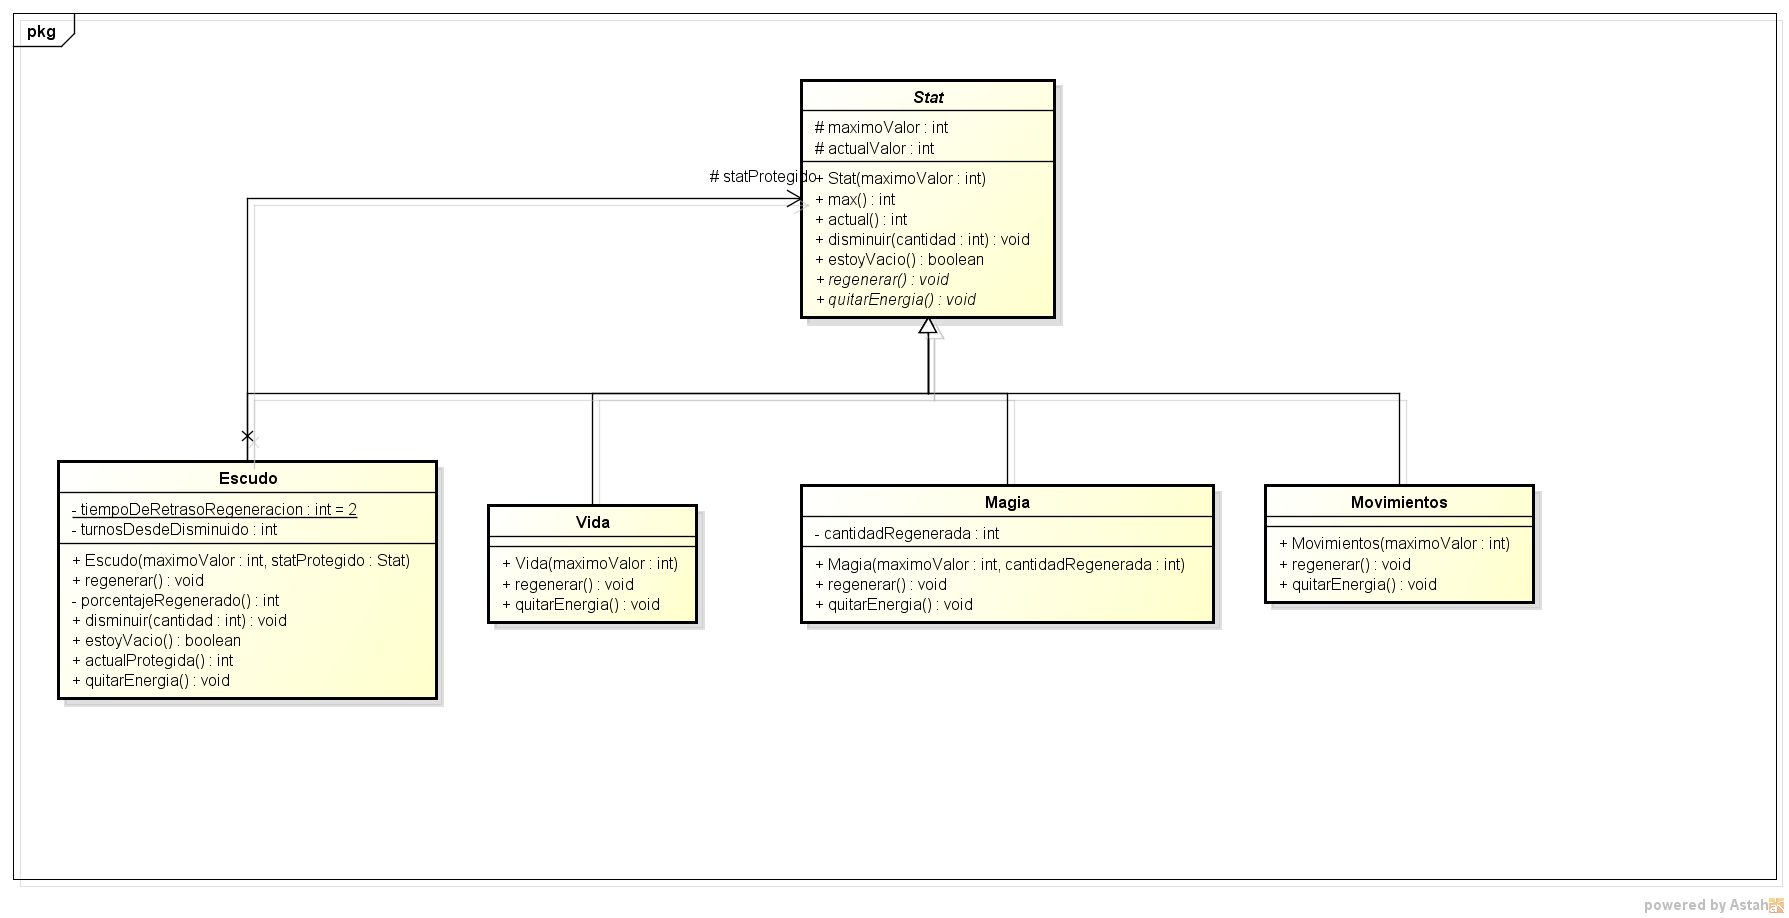 pkg
Stat
# maximoValor : int
# actualValor : int
# statProtegido
+ Stat(maximoValor : int)
+ max() : int
+ actual() : int
+ disminuir(cantidad : int) : void
+ estoyVacio() : boolean
+ regenerar() : void
+ quitarEnergia() : void
Escudo
- tiempoDeRetrasoRegeneracion : int = 2
- turnosDesdeDisminuido : int
+ Escudo(maximoValor : int, statProtegido : Stat)
+ regenerar() : void
- porcentajeRegenerado() : int
+ disminuir(cantidad : int) : void
+ estoyVacio() : boolean
+ actualProtegida() : int
+ quitarEnergia() : void
Vida
+ Vida(maximoValor : int)
+ regenerar() : void
+ quitarEnergia() : void
Magia
- cantidadRegenerada : int
+ Magia(maximoValor : int, cantidadRegenerada : int)
+ regenerar() : void
+ quitarEnergia() : void
Movimientos
+ Movimientos(maximoValor : int)
+ regenerar() : void
+ quitarEnergia() : void
powered by Astah